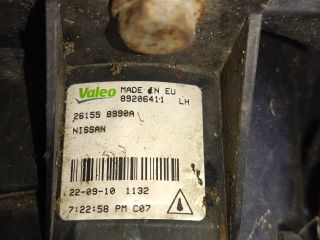 Valeo MADE IN EU
89206411 LH
26155 8990A
NISSAN
22-09-10 1132
7:22:58 PM C07